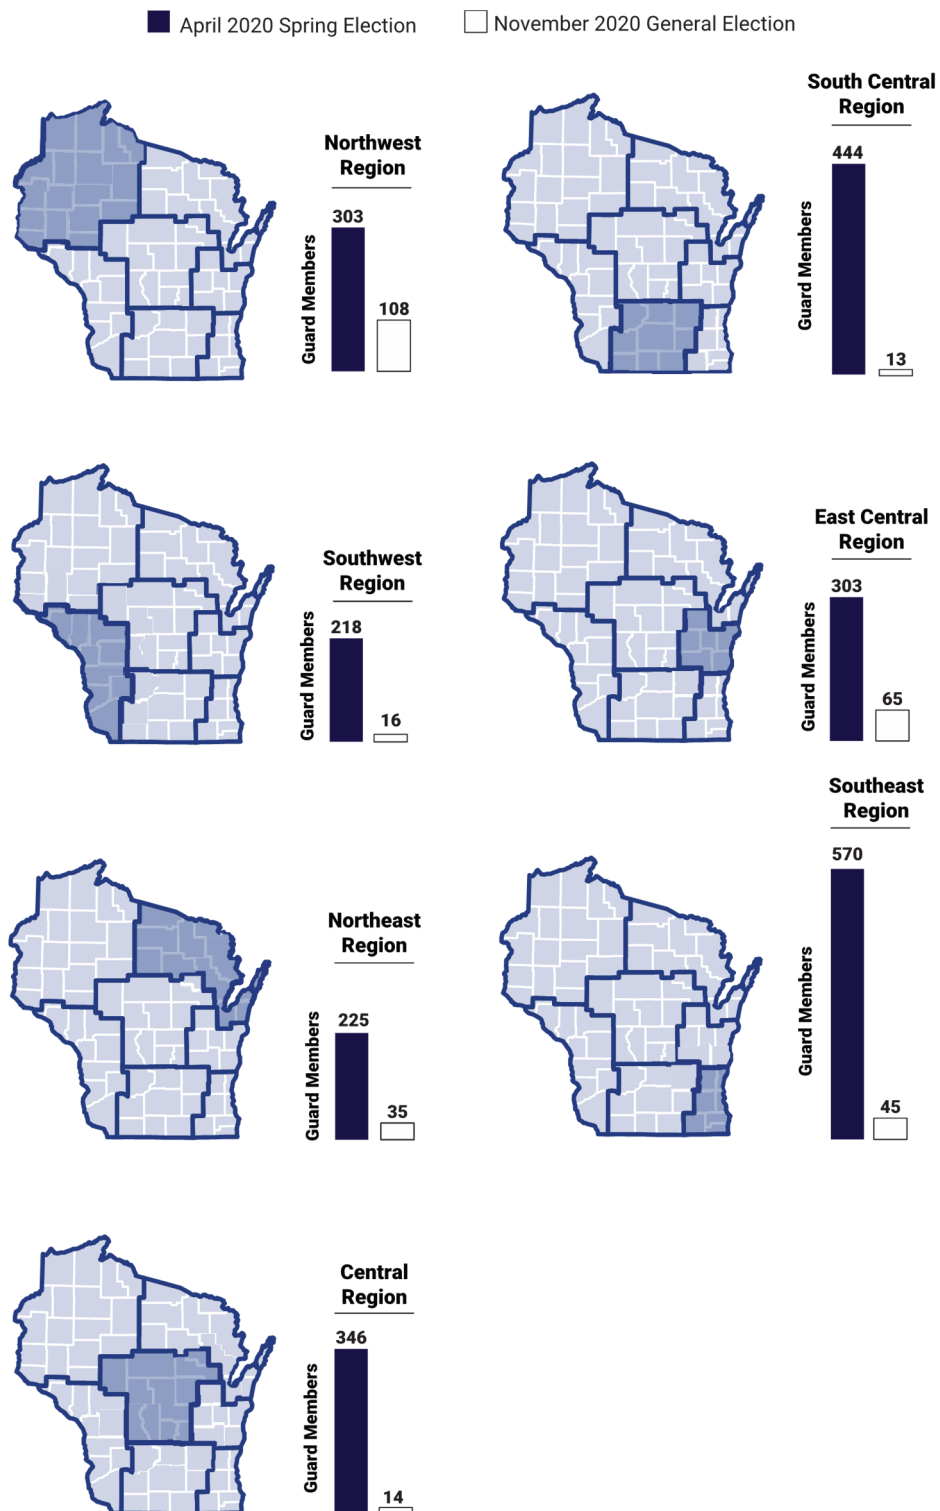 April 2020 Spring Election
November 2020 General Election
Northwest
Region
303
108
Guard Members
South Central
Region
444
13
Guard Members
Southwest
Region
218
16
Guard Members
East Central
Region
303
65
Guard Members
Northeast
Region
225
35
Guard Members
Southeast
Region
570
45
Guard Members
Central
Region
346
14
Guard Members